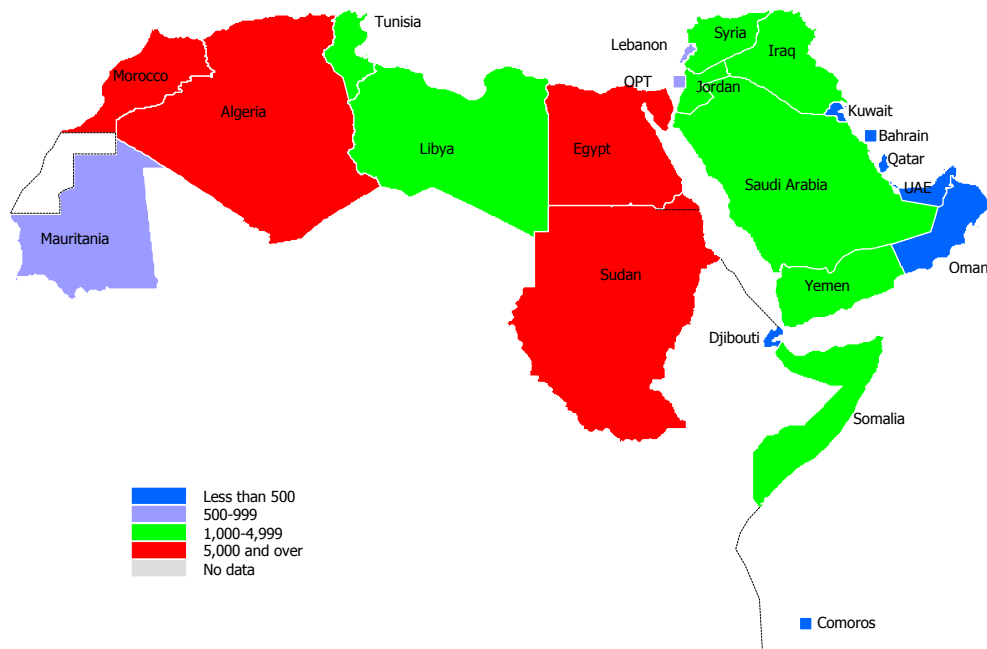 Tunisia
Syria
Lebanon
Iraq
Morocco
OPT
Jordan
Algeria
Kuwait
Bahrain
Libya
Egypt
Qatar
Saudi Arabia
UAE
Mauritania
Oman
Sudan
Yemen
Djibouti
Somalia
Less than 500
500-999
1,000-4,999
5,000 and over
No data
Comoros